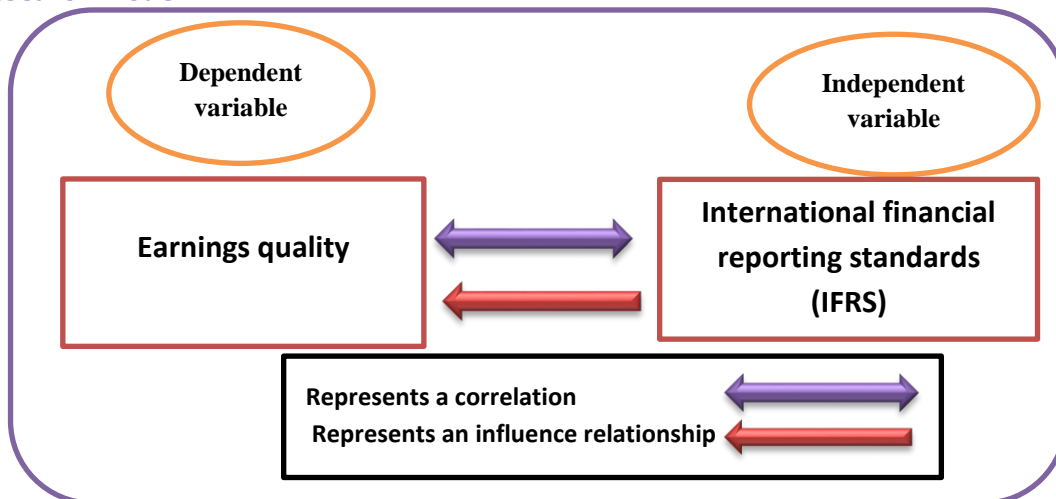 Dependent
variable
Independent
variable
Earnings quality
International financial
reporting standards
(IFRS)
Represents a correlation
Represents an influence relationship